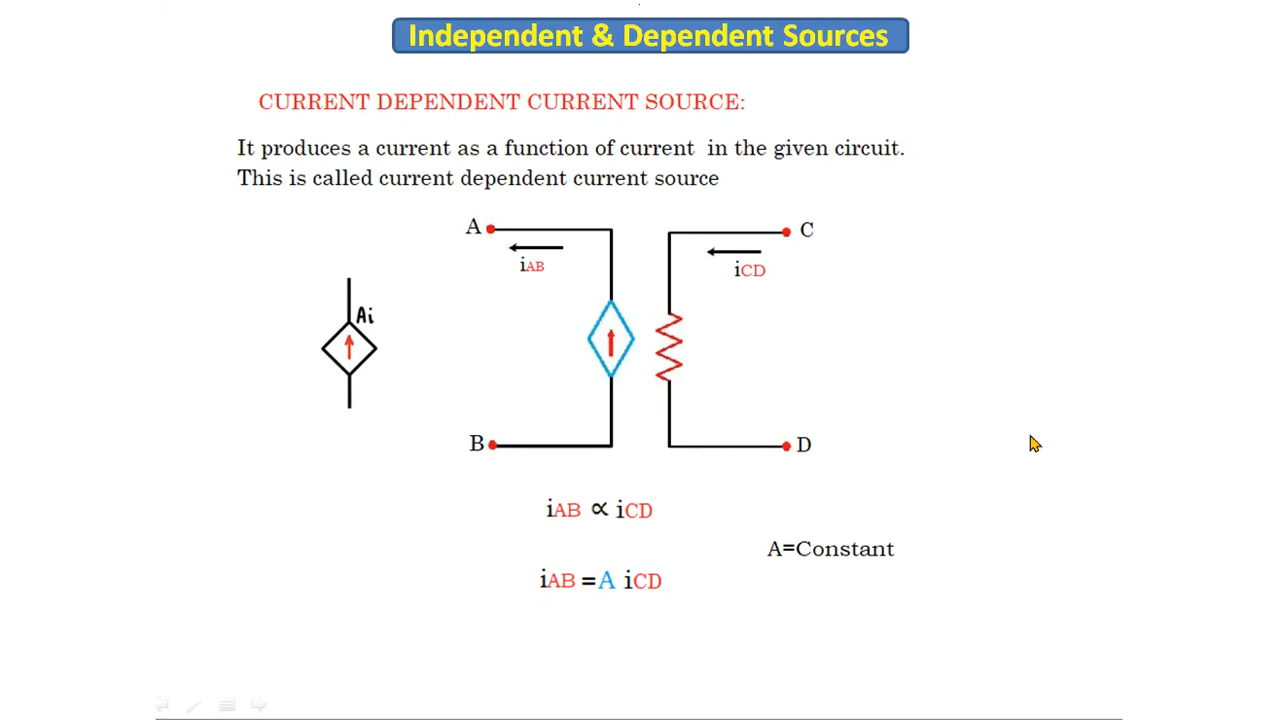 Independent & Dependent Sources
CURRENT DEPENDENT CURRENT SOURCE:
It produces a current as a function of current in the given circuit.
This is called current dependent current source
A
C
iAB
iCD
Ai
B
D
iAB ∝ iCD
A=Constant
iAB =A iCD